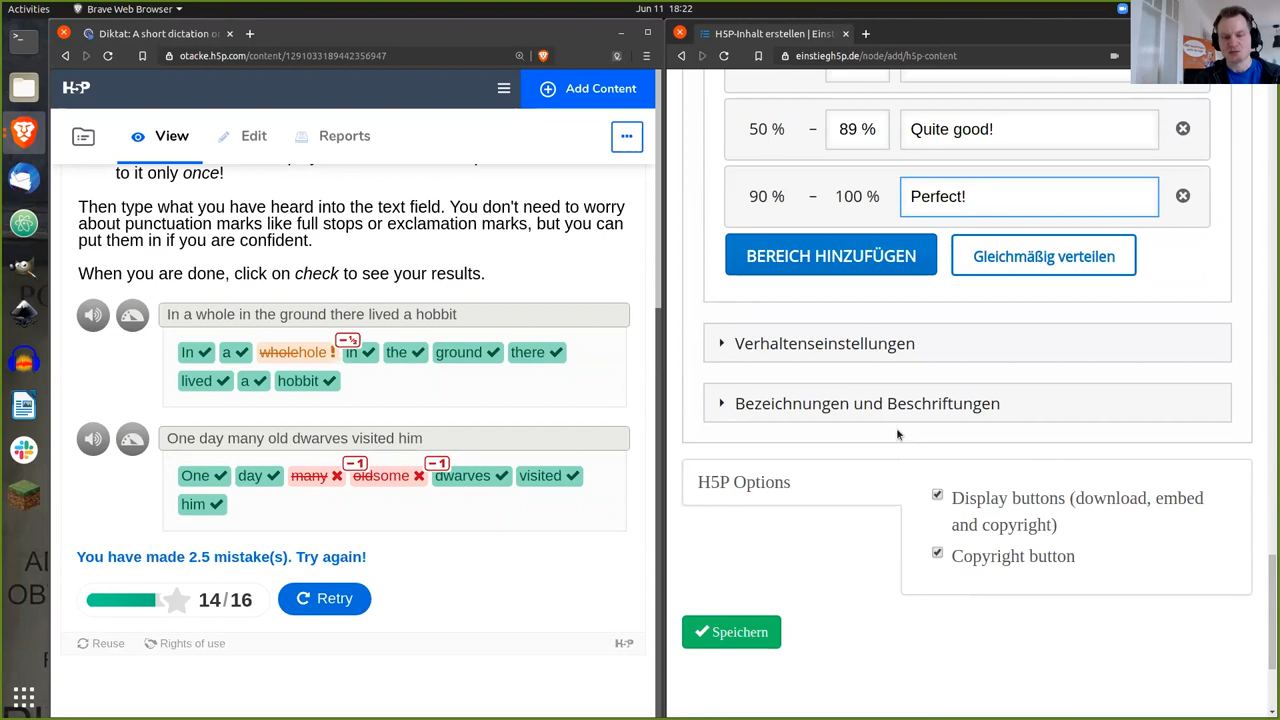 Activities
Brave Web Browser
Jun 11 18:22
Diktat: A short dictation o
otacke.h5p.com/content/1291033189442356947
H5P
Add Content
View
Edit
Reports
to it only once!
Then type what you have heard into the text field. You don't need to worry
about punctuation marks like full stops or exclamation marks, but you can
put them in if you are confident.
When you are done, click on check to see your results.
In a whole in the ground there lived a hobbit
In a wholehole! −½ in the ground there
lived a hobbit
One day many old dwarves visited him
One day many −1 oldsome −1 dwarves visited
him
You have made 2.5 mistake(s). Try again!
14/16
Retry
Reuse
Rights of use
H5P
H5P-Inhalt erstellen | Einst
einstiegh5p.de/node/add/h5p-content
50 % – 89 % Quite good!
90 % – 100 % Perfect!
BEREICH HINZUFÜGEN
Gleichmäßig verteilen
Verhaltenseinstellungen
Bezeichnungen und Beschriftungen
H5P Options
Display buttons (download, embed
and copyright)
Copyright button
Speichern